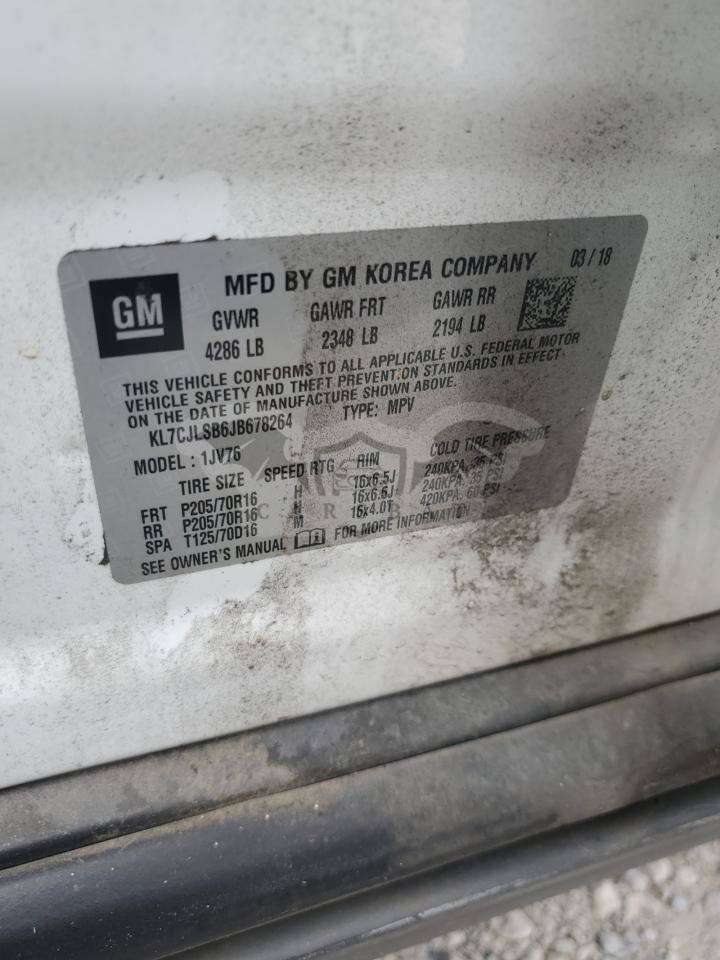 GM
MFD BY GM KOREA COMPANY 03 / 18
GVWR GAWR FRT GAWR RR
4286 LB 2348 LB 2194 LB
THIS VEHICLE CONFORMS TO ALL APPLICABLE U.S. FEDERAL MOTOR
VEHICLE SAFETY AND THEFT PREVENTION STANDARDS IN EFFECT
ON THE DATE OF MANUFACTURE SHOWN ABOVE.
KL7CJLSB6JB678264 TYPE: MPV
MODEL : 1JV76
TIRE SIZE SPEED RTG RIM COLD TIRE PRESSURE
FRT P205/70R16 H 16x6.5J 240KPA, 35 PSI
RR P205/70R16 H 16x6.5J 240KPA, 35 PSI
SPA T125/70D16 M 16x4.0T 420KPA, 60 PSI
SEE OWNER'S MANUAL FOR MORE INFORMATION